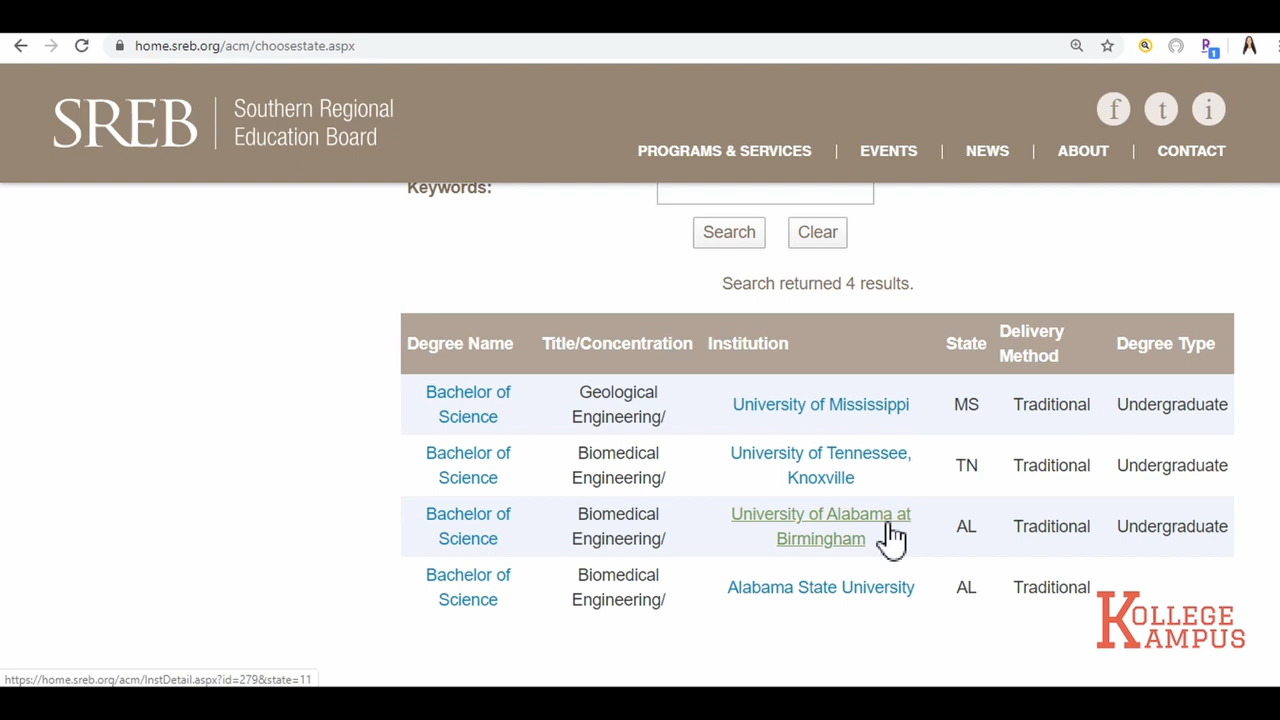 home.sreb.org/acm/choosestate.aspx
1
SREB
Southern Regional
Education Board
f t i
PROGRAMS & SERVICES | EVENTS | NEWS | ABOUT | CONTACT
Keywords:
Search Clear
Search returned 4 results.
Degree Name Title/Concentration Institution State Delivery Method Degree Type
Bachelor of Science Geological Engineering/ University of Mississippi MS Traditional Undergraduate
Bachelor of Science Biomedical Engineering/ University of Tennessee, Knoxville TN Traditional Undergraduate
Bachelor of Science Biomedical Engineering/ University of Alabama at Birmingham AL Traditional Undergraduate
Bachelor of Science Biomedical Engineering/ Alabama State University AL Traditional
KOLLEGE
KAMPUS
https://home.sreb.org/acm/InstDetail.aspx?id=279&state=11